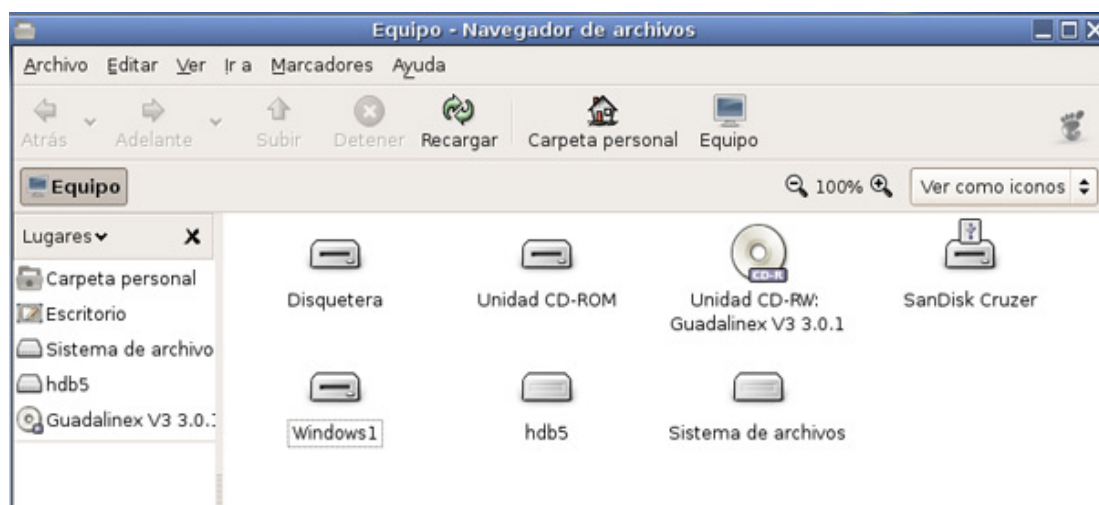 Equipo - Navegador de archivos
Archivo Editar Ver Ir a Marcadores Ayuda
Atrás Adelante Subir Detener Recargar Carpeta personal Equipo
Equipo 100% Ver como iconos
Lugares
Carpeta personal
Escritorio
Sistema de archivo
hdb5
Guadalinex V3 3.0.1
Disquetera Unidad CD-ROM CD-R Unidad CD-RW: SanDisk Cruzer
Guadalinex V3 3.0.1
Windows1 hdb5 Sistema de archivos